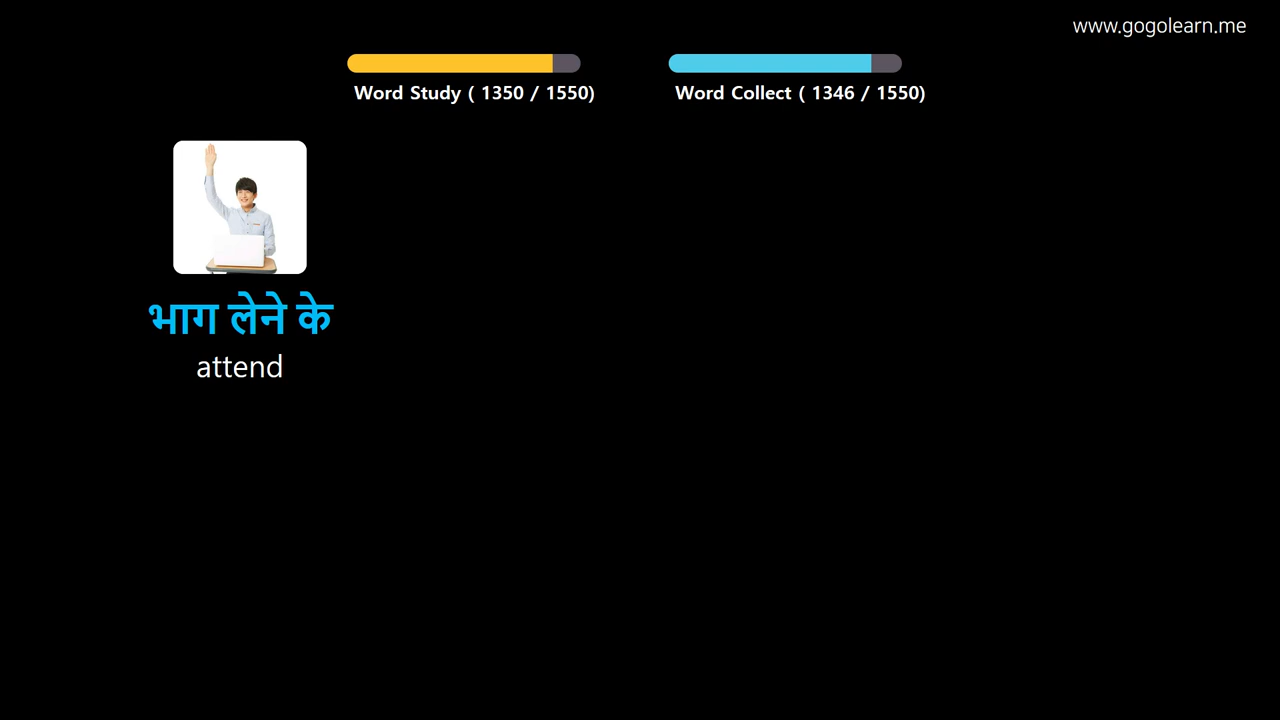 www.gogolearn.me
Word Study ( 1350 / 1550)
Word Collect ( 1346 / 1550)
भाग लेने के
attend